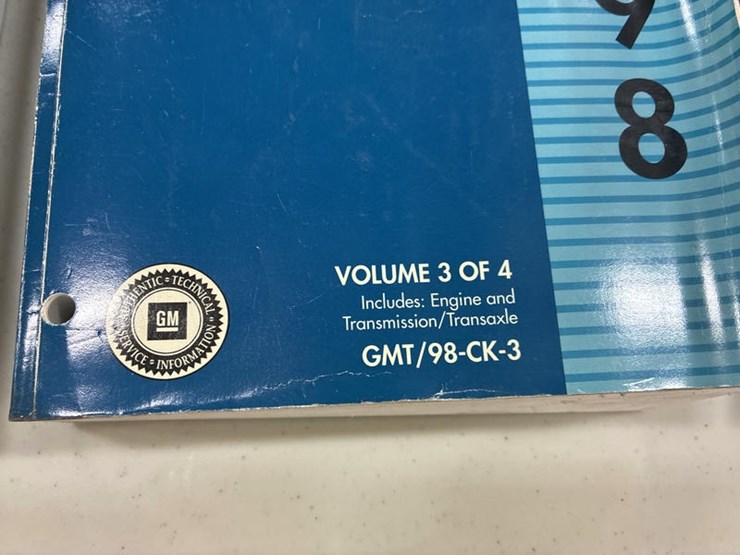 9
8
VOLUME 3 OF 4
Includes: Engine and
Transmission/Transaxle
GMT/98-CK-3
AUTHENTIC • TECHNICAL
GM
SERVICE • INFORMATION